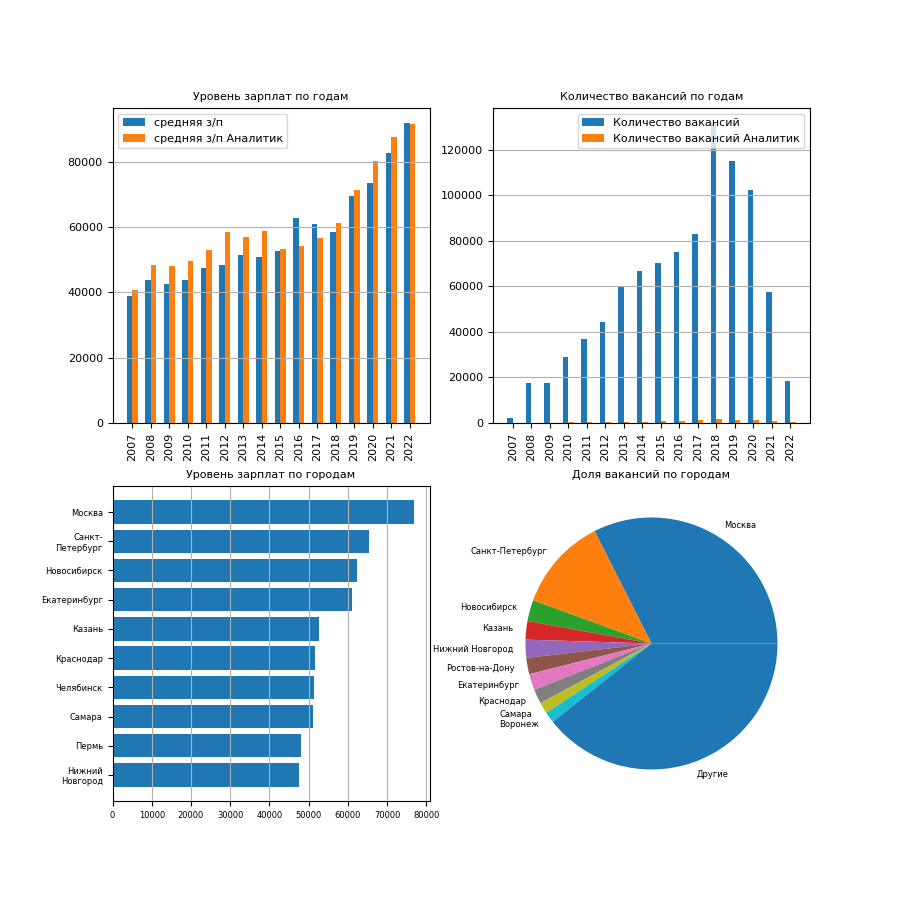 Уровень зарплат по годам
средняя з/п
средняя з/п Аналитик
80000
60000
40000
20000
0
2007
2008
2009
2010
2011
2012
2013
2014
2015
2016
2017
2018
2019
2020
2021
2022
Количество вакансий по годам
Количество вакансий
Количество вакансий Аналитик
120000
100000
80000
60000
40000
20000
0
2007
2008
2009
2010
2011
2012
2013
2014
2015
2016
2017
2018
2019
2020
2021
2022
Уровень зарплат по городам
Москва
Санкт-
Петербург
Новосибирск
Екатеринбург
Казань
Краснодар
Челябинск
Самара
Пермь
Нижний
Новгород
0 10000 20000 30000 40000 50000 60000 70000 80000
Доля вакансий по городам
Москва
Санкт-Петербург
Новосибирск
Казань
Нижний Новгород
Ростов-на-Дону
Екатеринбург
Краснодар
Самара
Воронеж
Другие